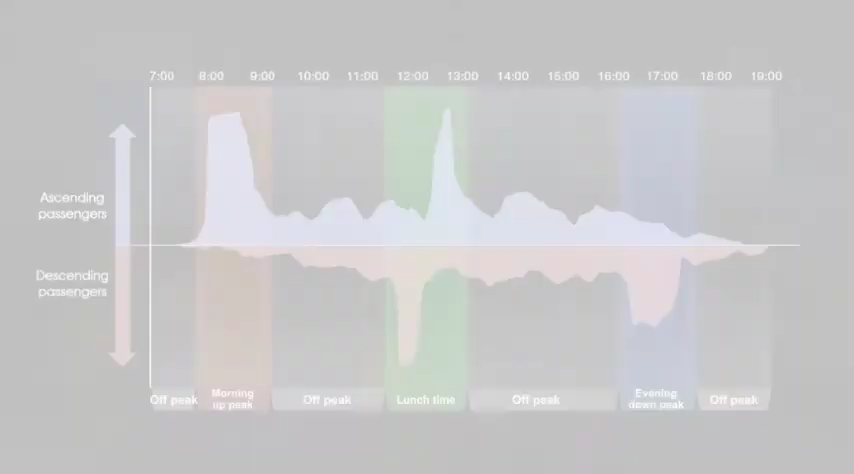 7:00 8:00 9:00 10:00 11:00 12:00 13:00 14:00 15:00 16:00 17:00 18:00 19:00
Ascending
passengers
Descending
passengers
Off peak
Morning
up peak
Off peak
Lunch time
Off peak
Evening
down peak
Off peak